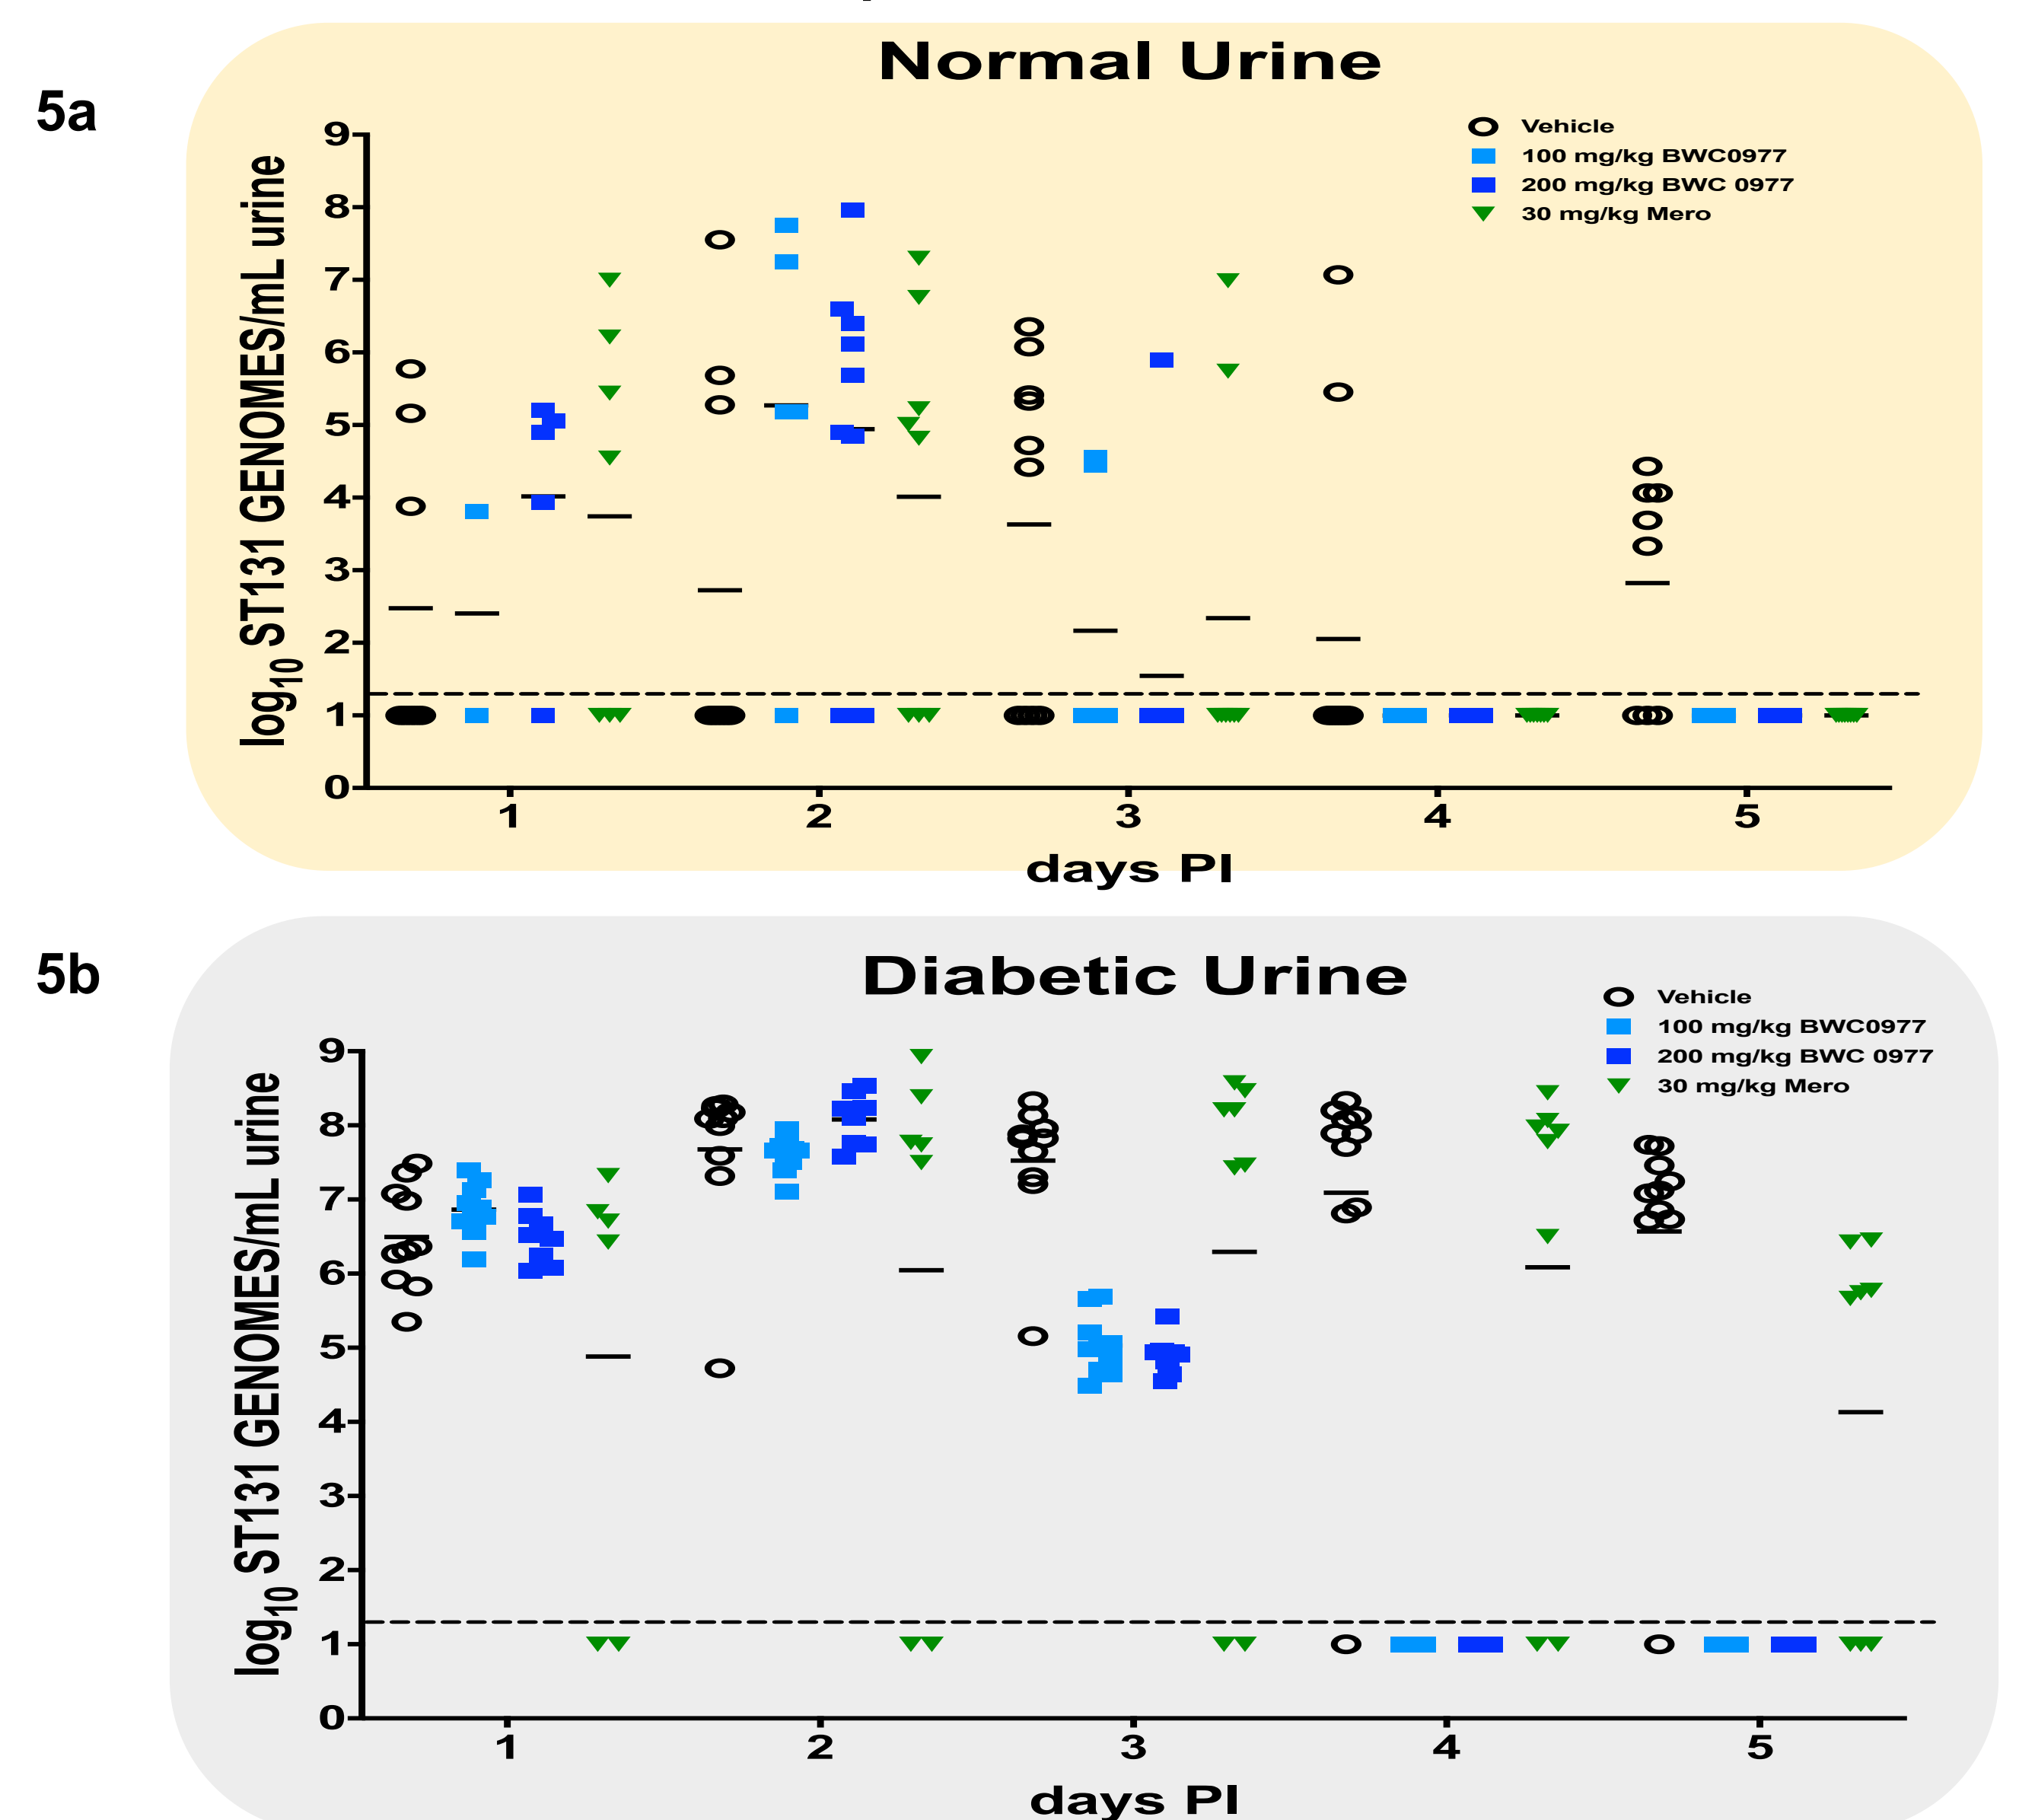 Normal Urine
5a
Vehicle
100 mg/kg BWC0977
200 mg/kg BWC 0977
30 mg/kg Mero
log10 ST131 GENOMES/mL urine
9
8
7
6
5
4
3
2
1
0
1 2 3 4 5
days PI
5b
Diabetic Urine
Vehicle
100 mg/kg BWC0977
200 mg/kg BWC 0977
30 mg/kg Mero
log10 ST131 GENOMES/mL urine
9
8
7
6
5
4
3
2
1
0
1 2 3 4 5
days PI